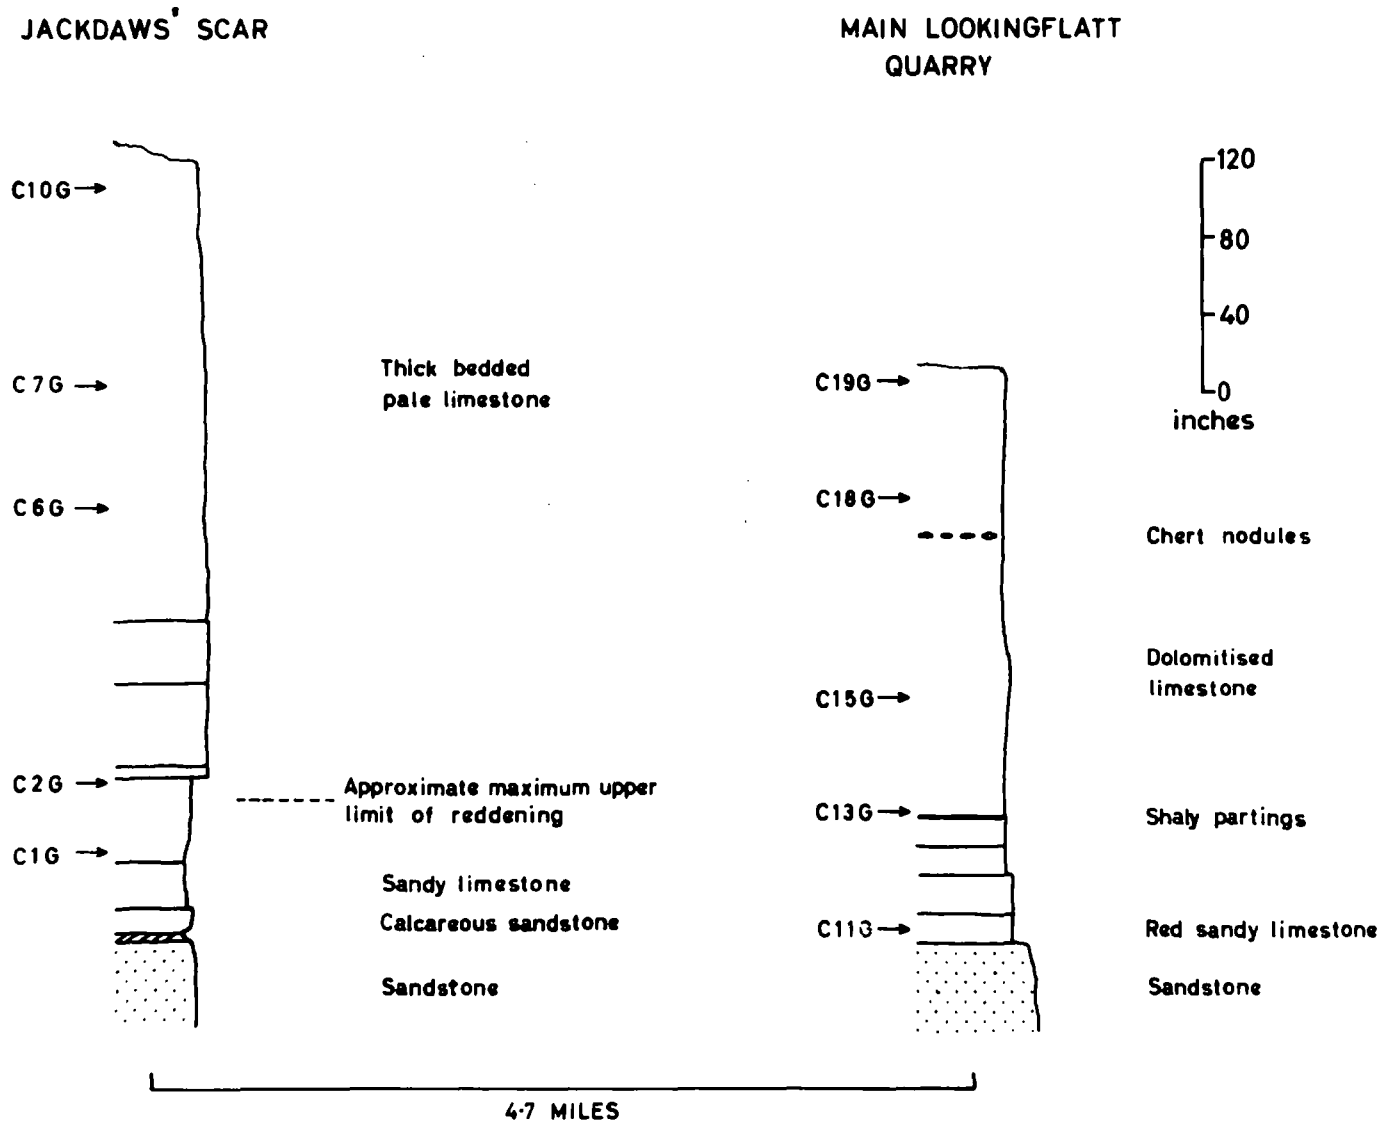 JACKDAWS' SCAR
MAIN LOOKINGFLATT
QUARRY
C10G
C7G
C6G
C2G
C1G
Thick bedded
pale limestone
Approximate maximum upper
limit of reddening
Sandy limestone
Calcareous sandstone
Sandstone
C19G
C18G
C15G
C13G
C11G
120
80
40
0
inches
Chert nodules
Dolomitised
limestone
Shaly partings
Red sandy limestone
Sandstone
4·7 MILES